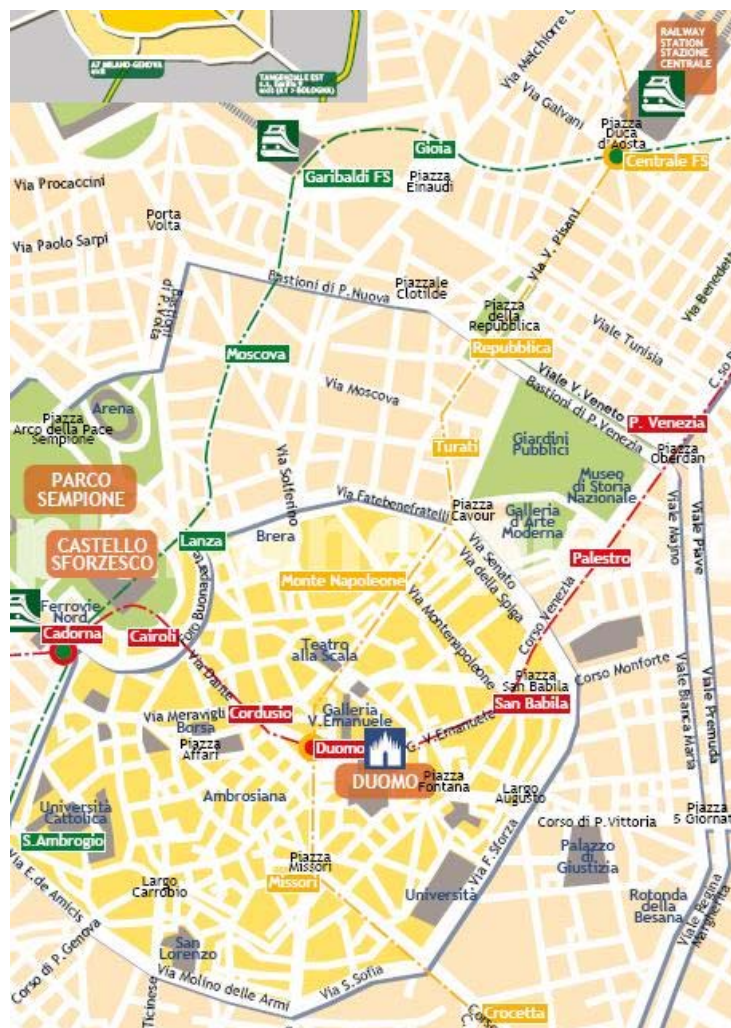 A7 MILANO-GENOVA
TANGENZIALE EST
RAILWAY
STATION
STAZIONE
CENTRALE
Via Melchiorre
Via Galvani
Piazza
Duca
d'Aosta
Centrale FS
Gioia
Garibaldi FS
Piazza
Einaudi
Via Procaccini
Porta
Volta
Via Paolo Sarpi
Via V. Pisani
Bastioni
di P.
Volta
Bastioni di P.Nuova
Piazzale
Clotilde
Piazza
della
Repubblica
Repubblica
Viale Tunisia
Moscova
Via Moscova
Viale V. Veneto
Bastioni di P.Venezia
P. Venezia
Piazza
Oberdan
Arena
Piazza
Arco della Pace
Sempione
Turati
Giardini
Pubblici
Museo
di Storia
Nazionale
PARCO
SEMPIONE
Via Solferino
Via Fatebenefratelli
Piazza
Cavour
Galleria
d'Arte
Moderna
Viale Majno
Viale Piave
CASTELLO
SFORZESCO
Lanza
Brera
Via Senato
Via della Spiga
Palestro
Monte Napoleone
Foro Buonaparte
Ferrovie
Nord
Cadorna
Cairoli
Via Dante
Teatro
alla Scala
Via Montenapoleone
Corso Venezia
Piazza
San Babila
San Babila
Corso Monforte
Viale Bianca
Maria
Viale Premuda
Via Meravigli
Borsa
Cordusio
Galleria
V.Emanuele
C. V.Emanuele
Piazza
Affari
Duomo
DUOMO
Piazza
Fontana
Largo
Augusto
Ambrosiana
Università
Cattolica
S.Ambrogio
Corso di P.Vittoria
Piazza
5 Giornat
Palazzo
di
Giustizia
Via F.Sforza
Piazza
Missori
Missori
Via E.de Amicis
Largo
Carrobio
Università
Rotonda
della
Besana
Viale Regina
Margherita
Corso di P.Genova
San
Lorenzo
Via Molino delle Armi
Via S.Sofia
Ticinese
Crocetta